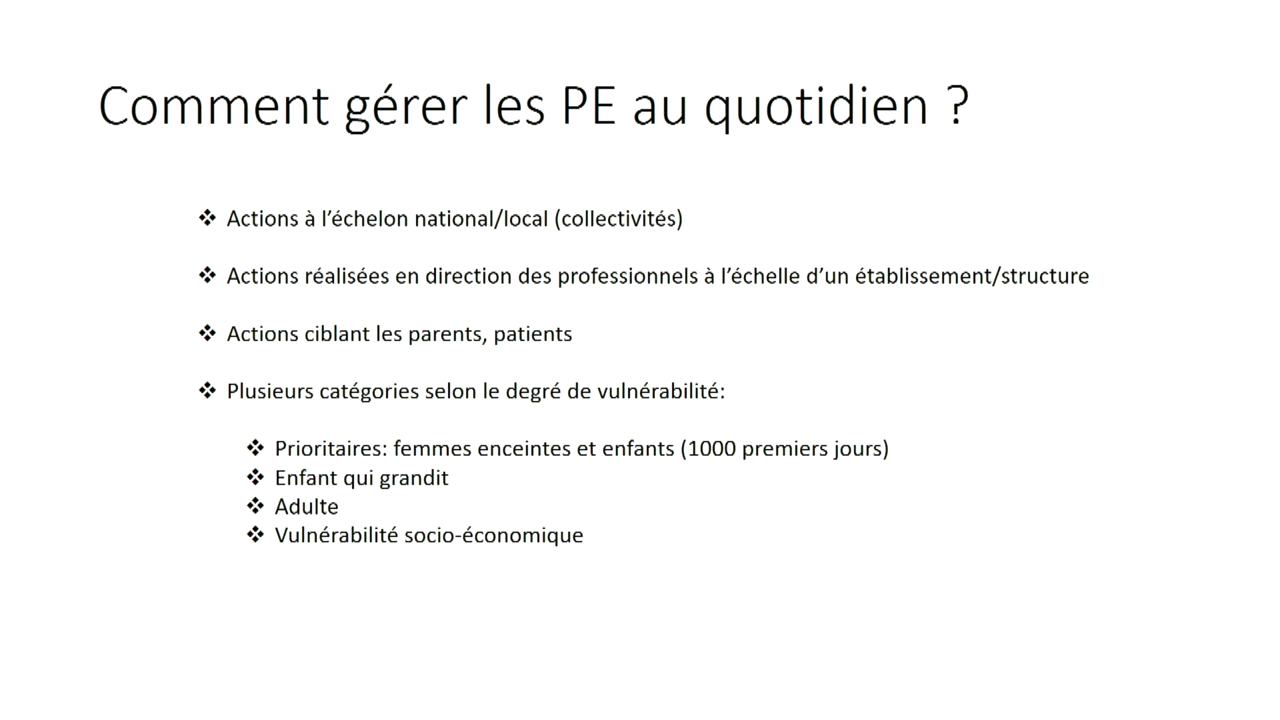 Comment gérer les PE au quotidien ?
❖ Actions à l'échelon national/local (collectivités)
❖ Actions réalisées en direction des professionnels à l'échelle d'un établissement/structure
❖ Actions ciblant les parents, patients
❖ Plusieurs catégories selon le degré de vulnérabilité:
❖ Prioritaires: femmes enceintes et enfants (1000 premiers jours)
❖ Enfant qui grandit
❖ Adulte
❖ Vulnérabilité socio-économique